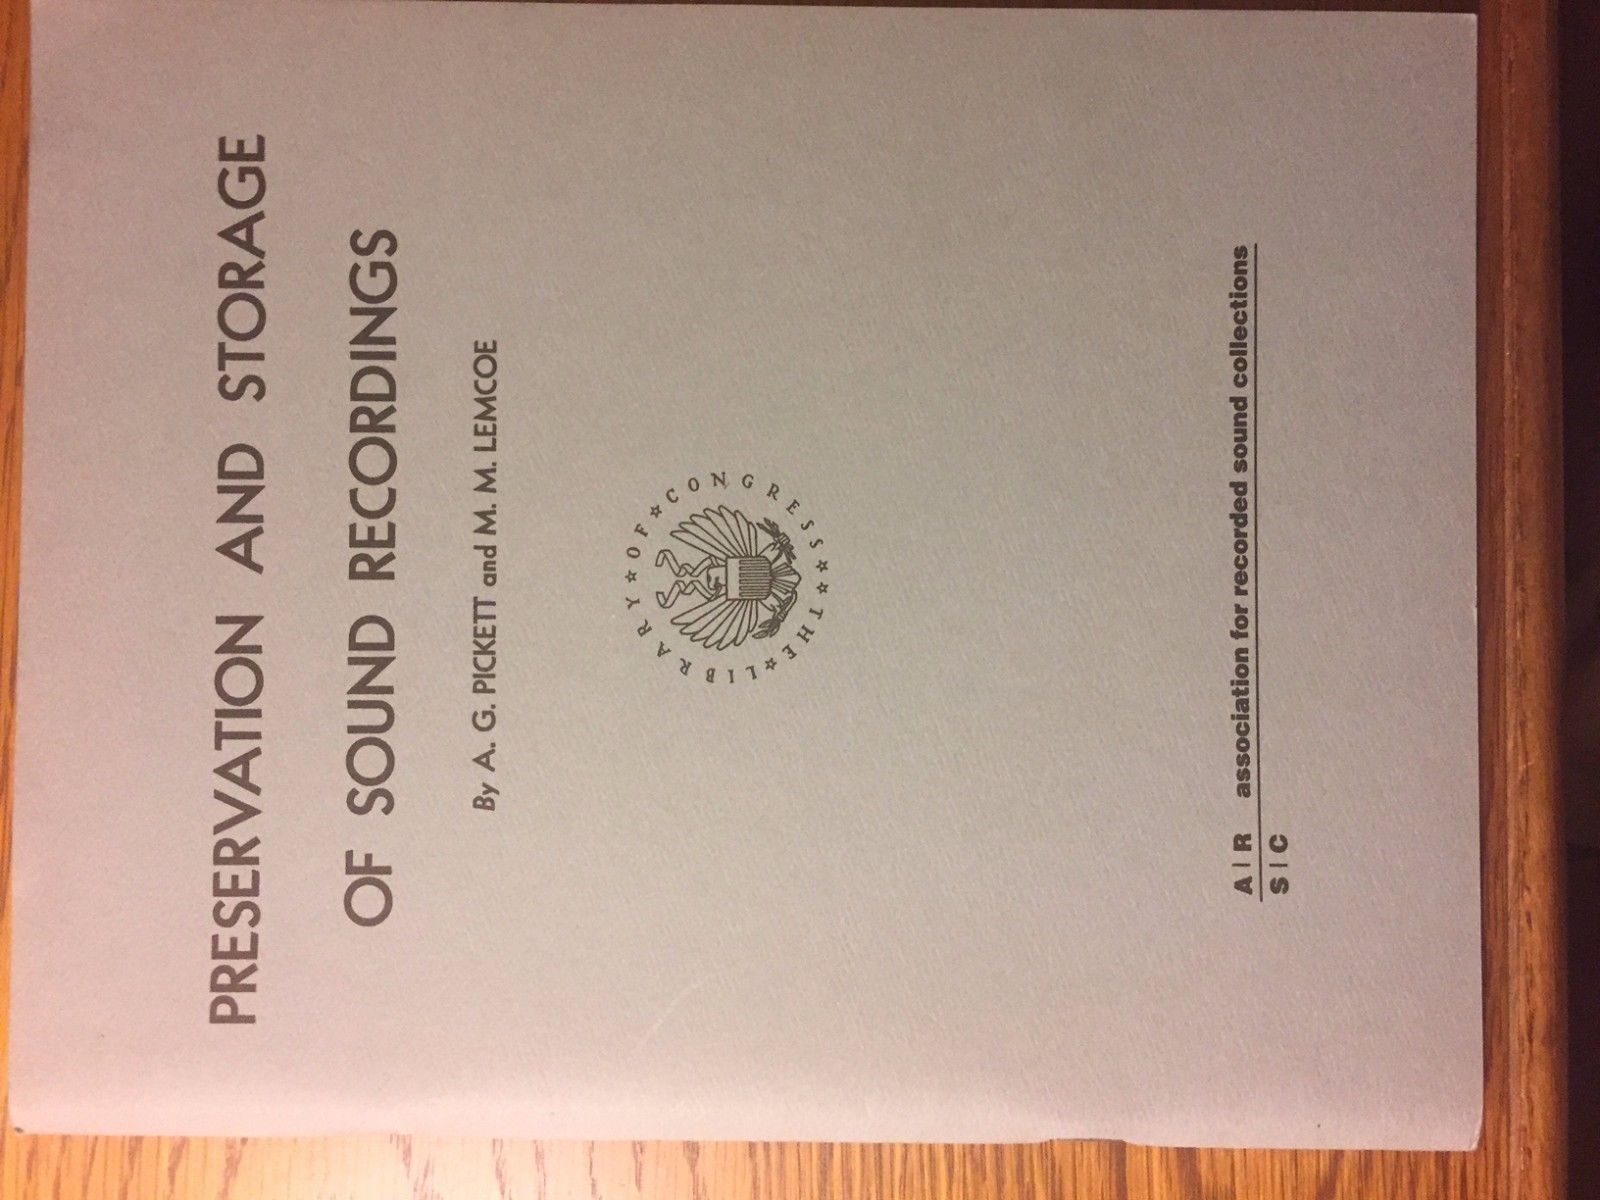 PRESERVATION AND STORAGE
OF SOUND RECORDINGS
By A. G. PICKETT and M. M. LEMCOE
THE ☆ LIBRARY ☆ OF ☆ CONGRESS ☆ ☆
A | R association for recorded sound collections
S | C